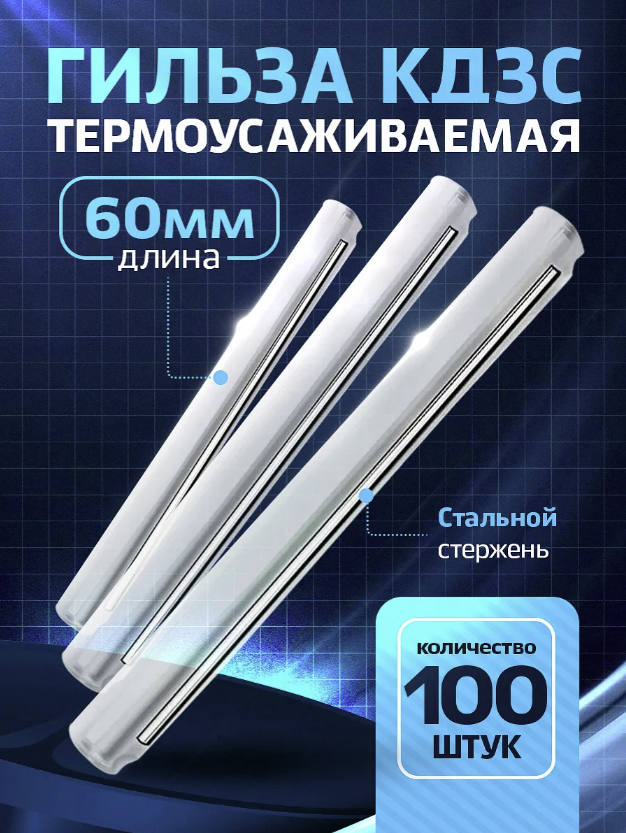 ГИЛЬЗА КДЗС
ТЕРМОУСАЖИВАЕМАЯ
60мм
длина
Стальной
стержень
количество
100
ШТУК